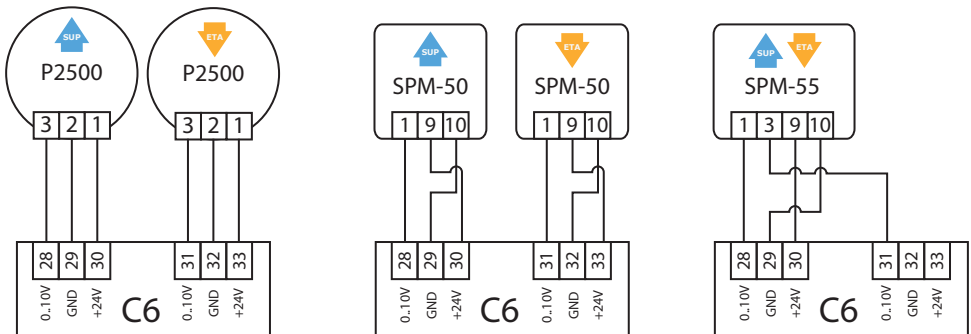 SUP
P2500
3 2 1
ETA
P2500
3 2 1
SUP
SPM-50
1 9 10
ETA
SPM-50
1 9 10
SUP ETA
SPM-55
1 3 9 10
28 29 30 31 32 33
0..10V GND +24V C6 0..10V GND +24V
28 29 30 31 32 33
0..10V GND +24V C6 0..10V GND +24V
28 29 30 31 32 33
0..10V GND +24V C6 0..10V GND +24V